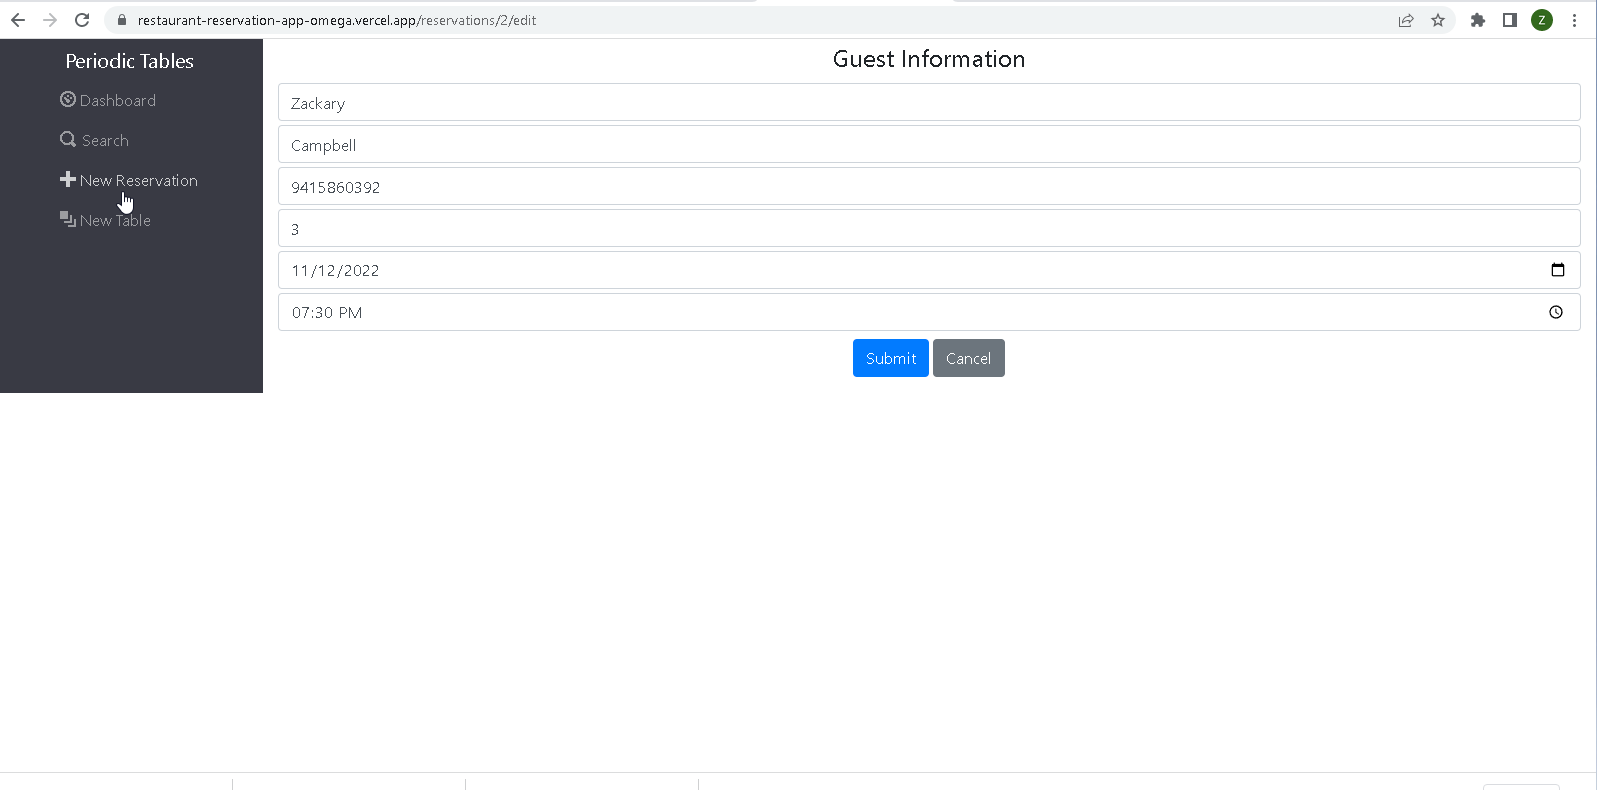 restaurant-reservation-app-omega.vercel.app/reservations/2/edit
Z
Periodic Tables
Dashboard
Search
New Reservation
New Table
Guest Information
Zackary
Campbell
9415860392
3
11/12/2022
07:30 PM
Submit Cancel